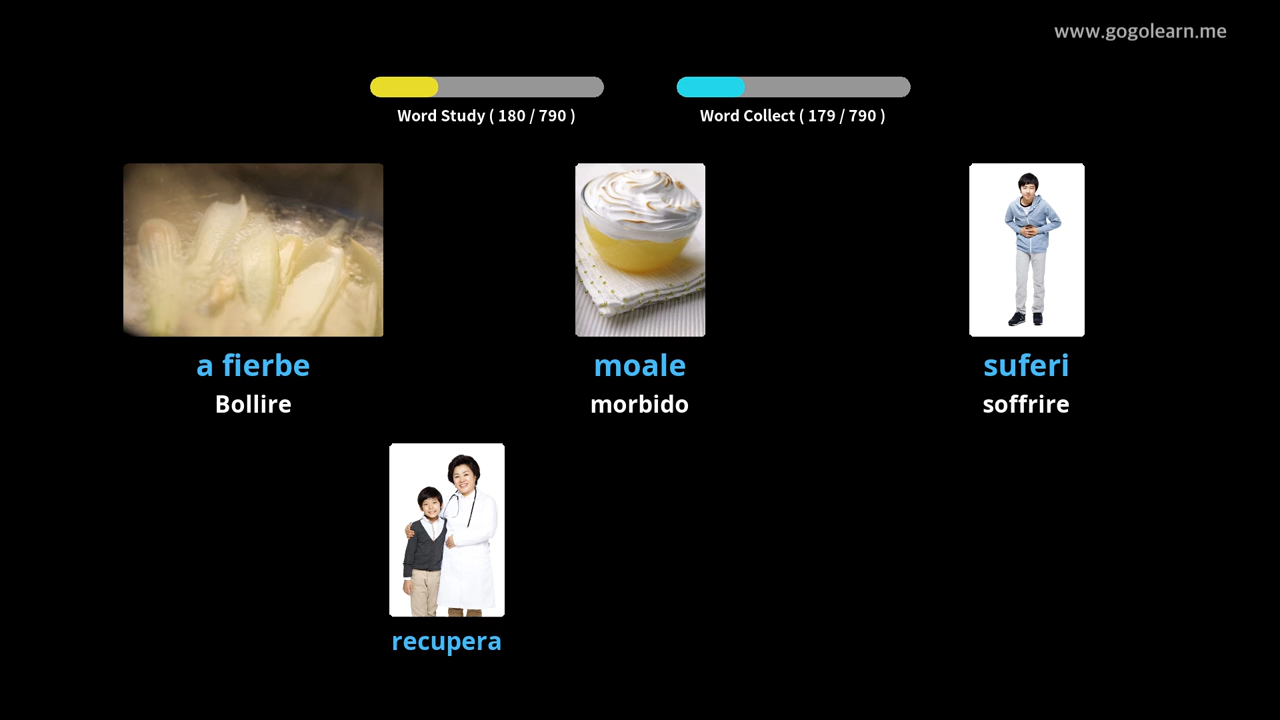 www.gogolearn.me
Word Study ( 180 / 790 )
Word Collect ( 179 / 790 )
a fierbe
Bollire
moale
morbido
suferi
soffrire
recupera